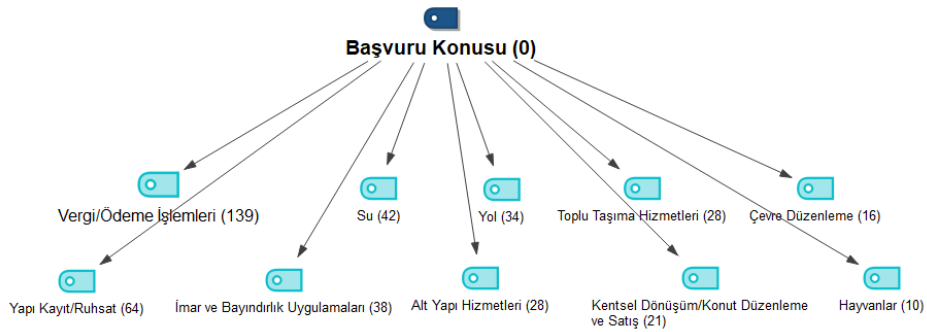 Başvuru Konusu (0)
Vergi/Ödeme İşlemleri (139)
Su (42)
Yol (34)
Toplu Taşıma Hizmetleri (28)
Çevre Düzenleme (16)
Yapı Kayıt/Ruhsat (64)
İmar ve Bayındırlık Uygulamaları (38)
Alt Yapı Hizmetleri (28)
Kentsel Dönüşüm/Konut Düzenleme
ve Satış (21)
Hayvanlar (10)